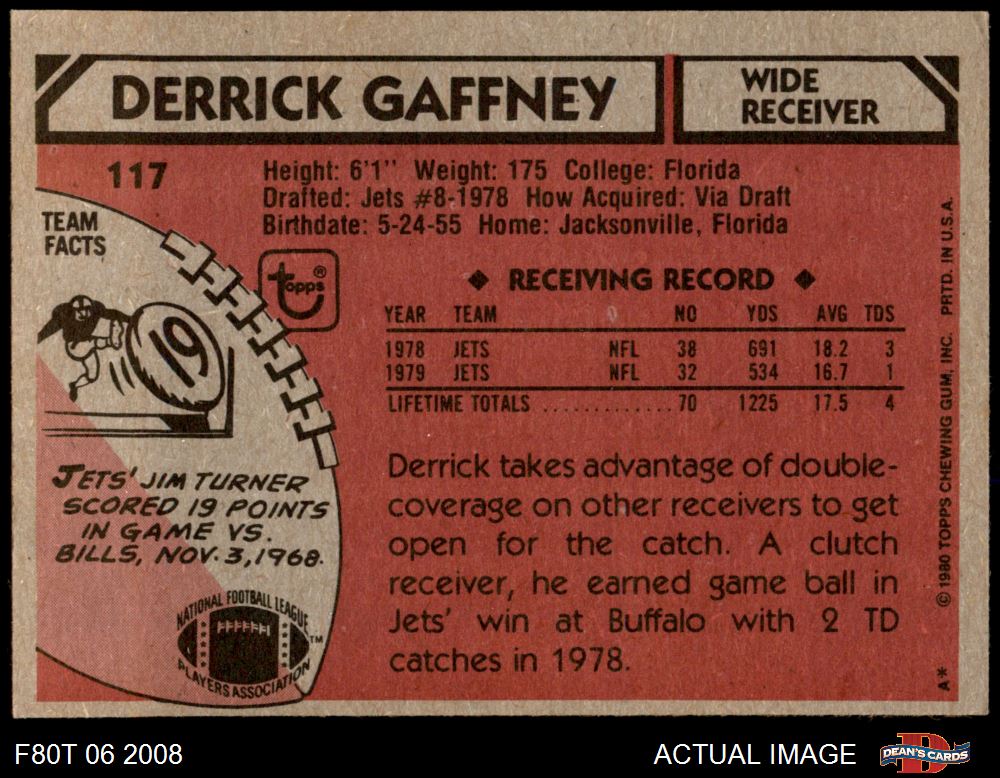 DERRICK GAFFNEY
WIDE
RECEIVER
117
Height: 6'1'' Weight: 175 College: Florida
Drafted: Jets #8-1978 How Acquired: Via Draft
Birthdate: 5-24-55 Home: Jacksonville, Florida
TEAM
FACTS
topps®
19
JETS' JIM TURNER
SCORED 19 POINTS
IN GAME VS.
BILLS, NOV. 3, 1968.
NATIONAL FOOTBALL LEAGUE
PLAYERS ASSOCIATION
TM
◆ RECEIVING RECORD ◆
YEAR TEAM NO YDS AVG TDS
1978 JETS NFL 38 691 18.2 3
1979 JETS NFL 32 534 16.7 1
LIFETIME TOTALS ............. 70 1225 17.5 4
Derrick takes advantage of double-
coverage on other receivers to get
open for the catch. A clutch
receiver, he earned game ball in
Jets' win at Buffalo with 2 TD
catches in 1978.
A* © 1980 TOPPS CHEWING GUM, INC. PRTD. IN U.S.A.
F80T 06 2008
ACTUAL IMAGE
DEAN'S CARDS